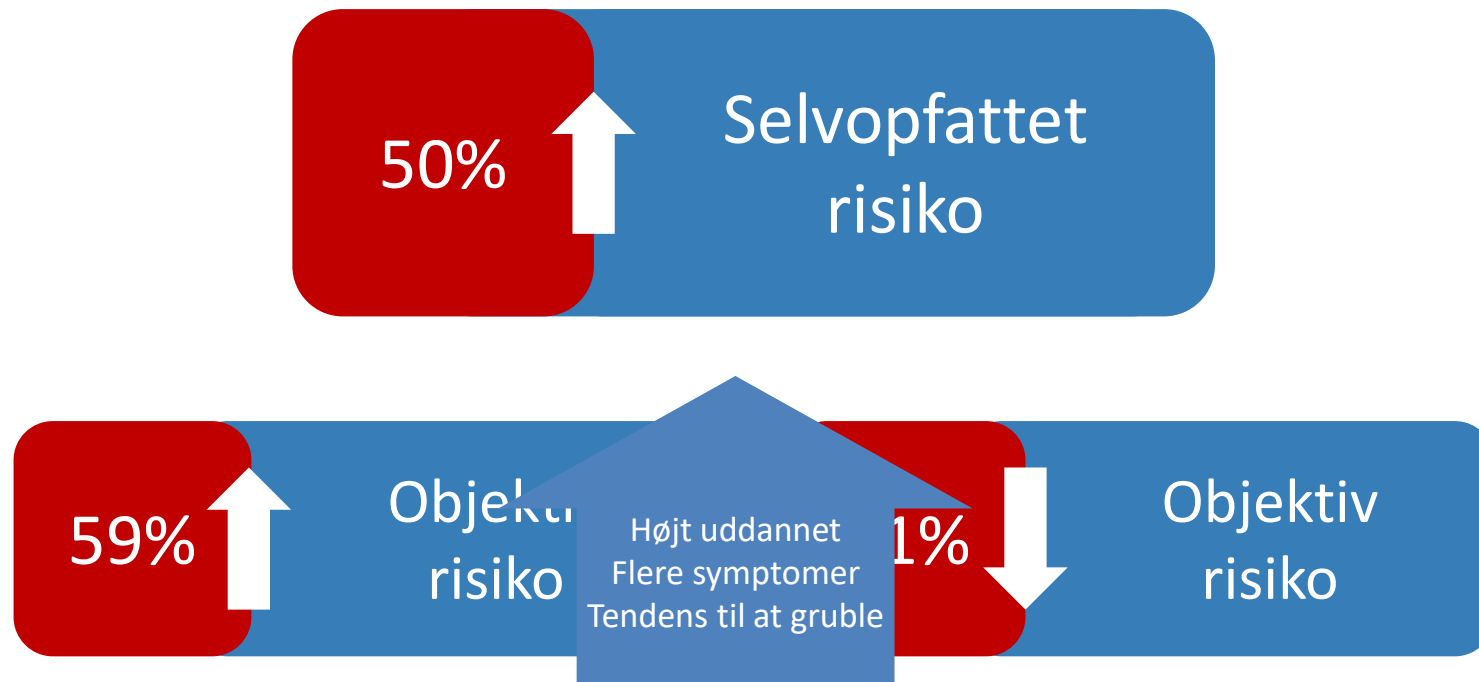 50%
Selvopfattet
risiko
59%
risiko
Højt uddannet
Flere symptomer
Tendens til at gruble
Objektiv
risiko